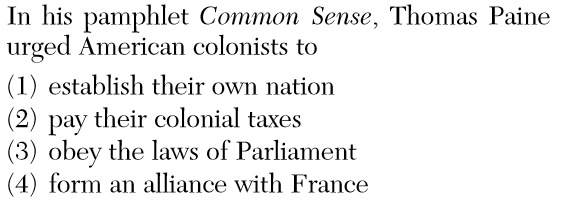 In his pamphlet Common Sense, Thomas Paine
urged American colonists to
(1) establish their own nation
(2) pay their colonial taxes
(3) obey the laws of Parliament
(4) form an alliance with France